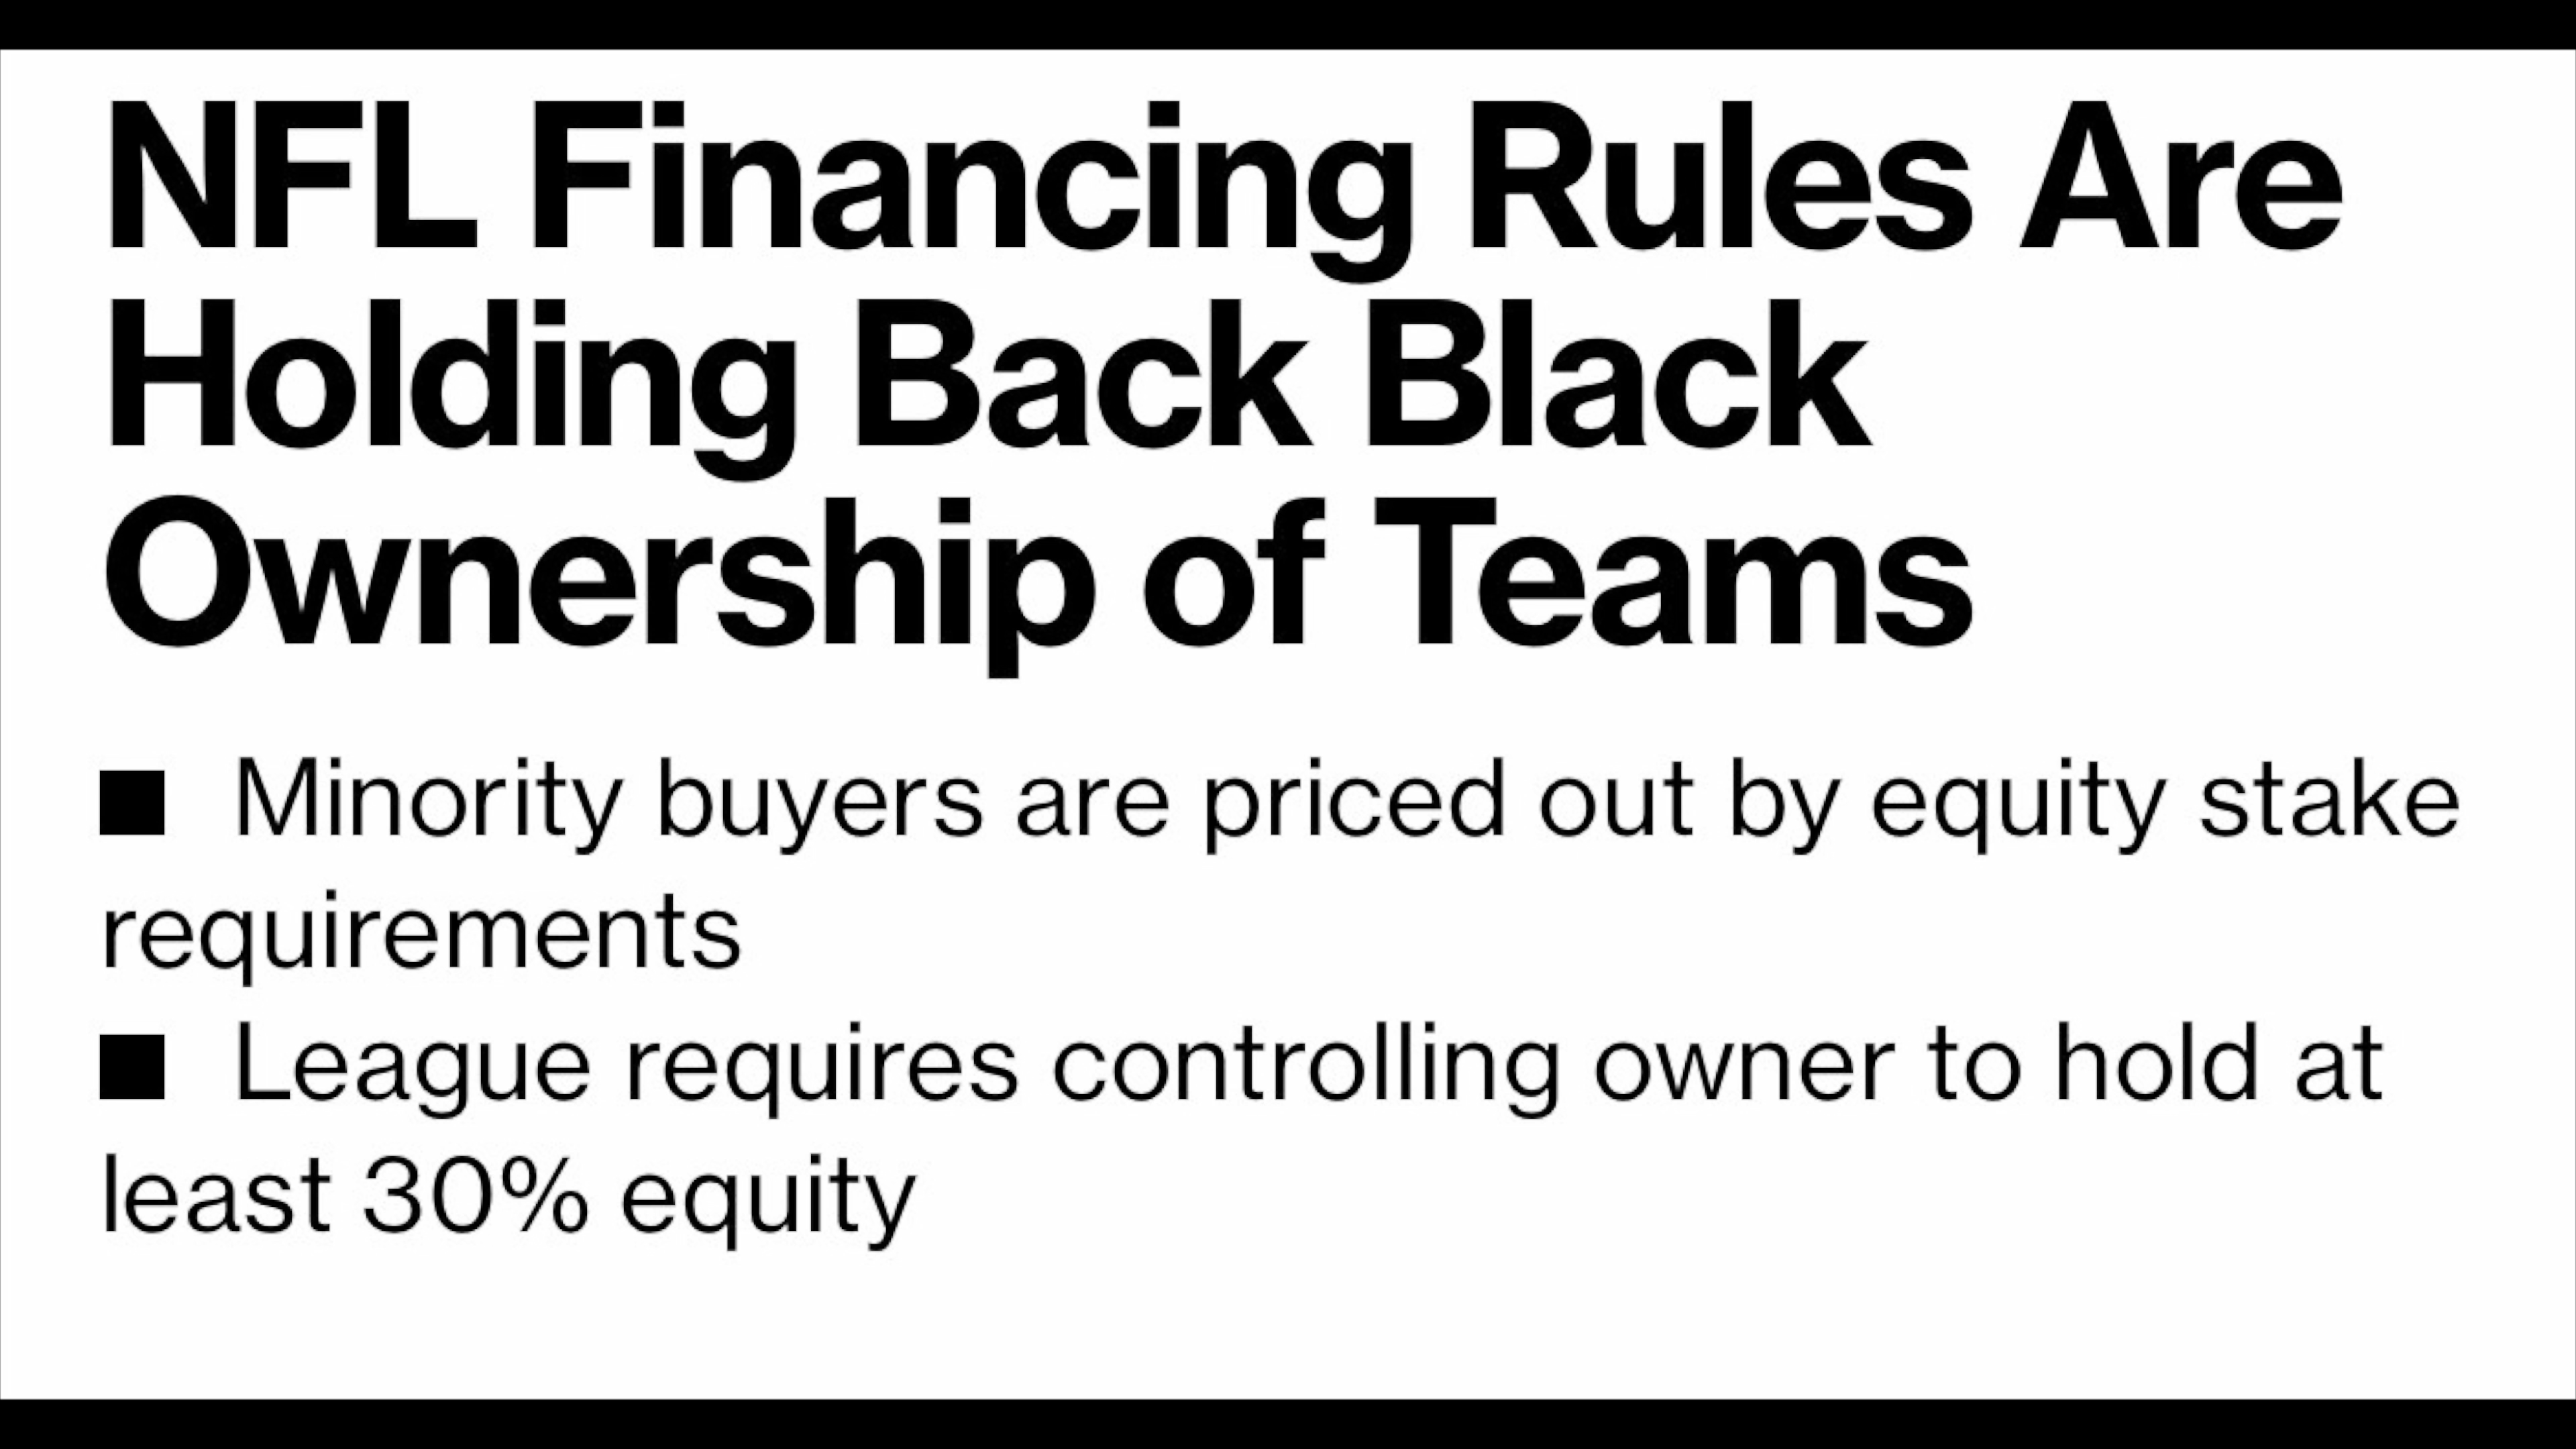 NFL Financing Rules Are
Holding Back Black
Ownership of Teams
■ Minority buyers are priced out by equity stake
requirements
■ League requires controlling owner to hold at
least 30% equity